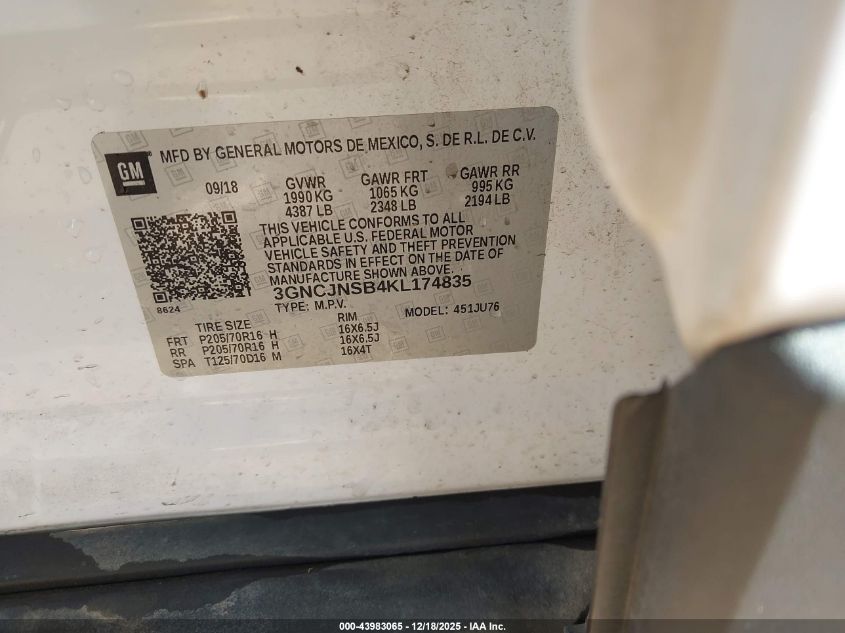 GM
MFD BY GENERAL MOTORS DE MEXICO, S. DE R.L. DE C.V.
09/18 GVWR GAWR FRT GAWR RR
1990 KG 1065 KG 995 KG
4387 LB 2348 LB 2194 LB
THIS VEHICLE CONFORMS TO ALL
APPLICABLE U.S. FEDERAL MOTOR
VEHICLE SAFETY AND THEFT PREVENTION
STANDARDS IN EFFECT ON THE DATE OF
MANUFACTURE SHOWN ABOVE.
3GNCJNSB4KL174835
8624 TYPE: M.P.V. MODEL: 451JU76
TIRE SIZE RIM
FRT P205/70R16 H 16X6.5J
RR P205/70R16 H 16X6.5J
SPA T125/70D16 M 16X4T
000-43983065 - 12/18/2025 - IAA Inc.